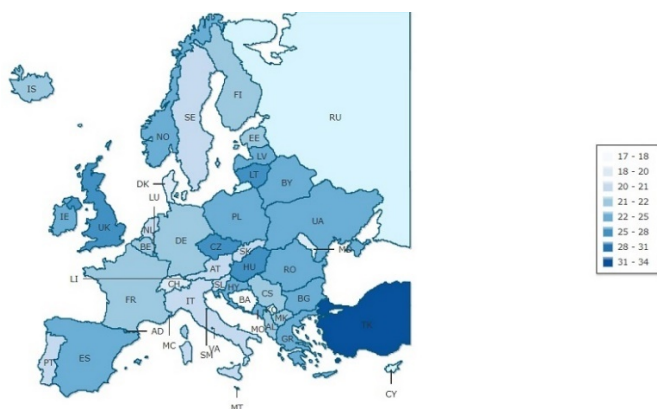 IS
FI
SE
RU
NO
EE
LV
LT
DK
LU
BY
IE
UK
NL
PL
BE
DE
UA
CZ
SK
LI
AT
HU
CH
RO
SL
HY
FR
IT
BA
CS
BG
AD
MC
SM
VA
MO
AL
MK
TK
PT
ES
GR
MT
CY
17 - 18
18 - 20
20 - 21
21 - 22
22 - 25
25 - 28
28 - 31
31 - 34